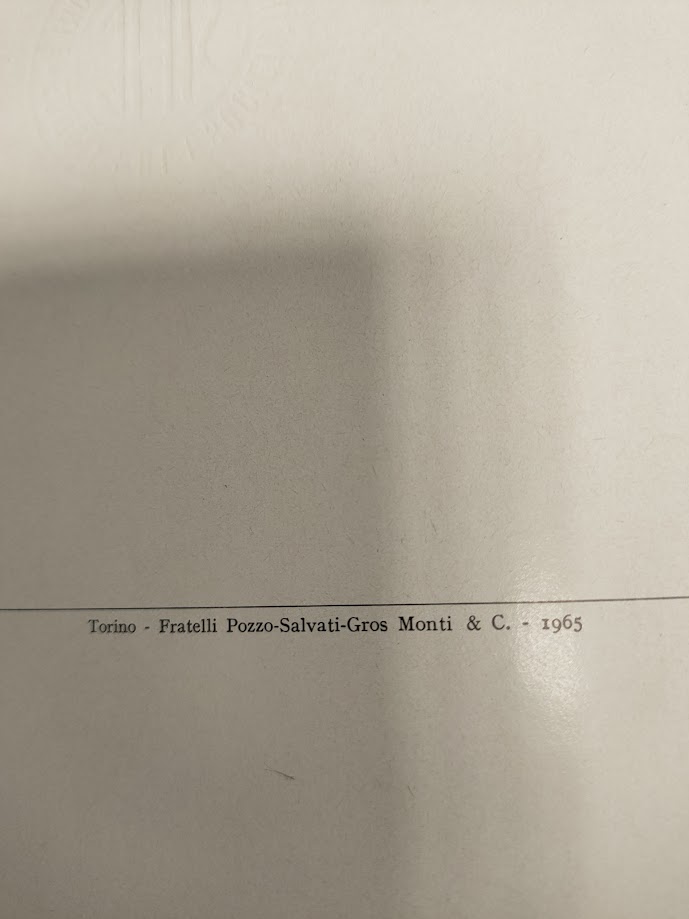 Torino - Fratelli Pozzo-Salvati-Gros Monti & C. - 1965